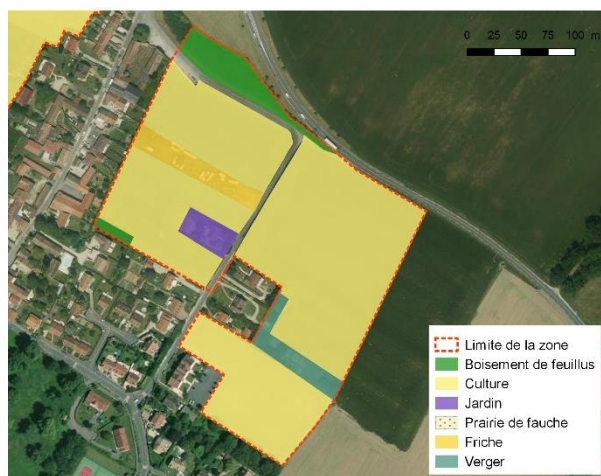 0 25 50 75 100 m
Limite de la zone
Boisement de feuillus
Culture
Jardin
Prairie de fauche
Friche
Verger